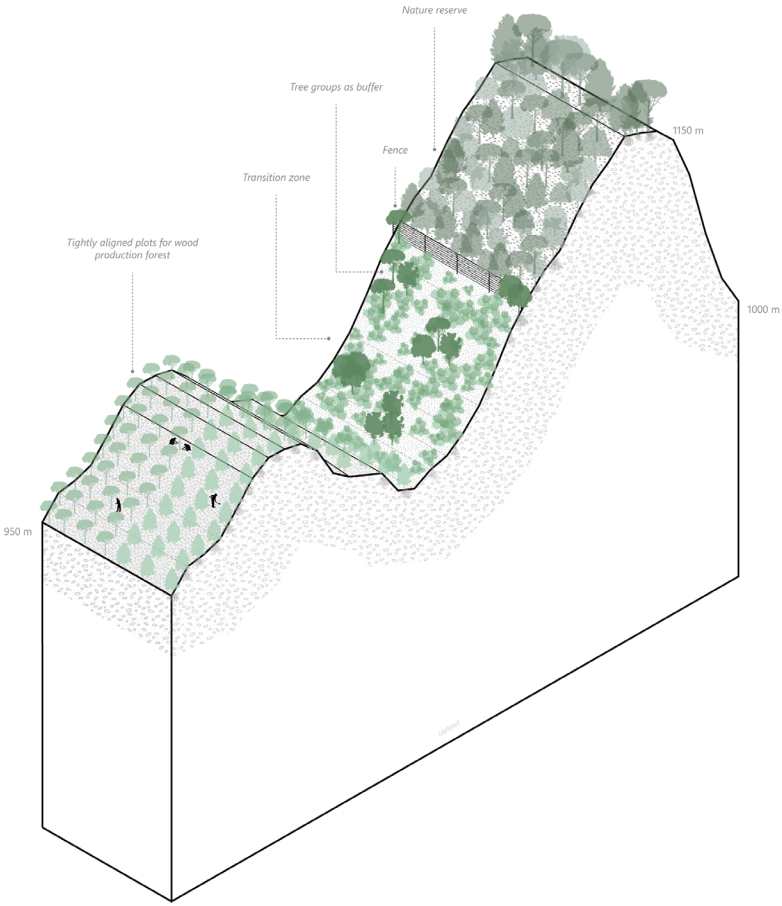 Nature reserve
Tree groups as buffer
1150 m
Fence
Transition zone
Tightly aligned plots for wood
production forest
1000 m
950 m